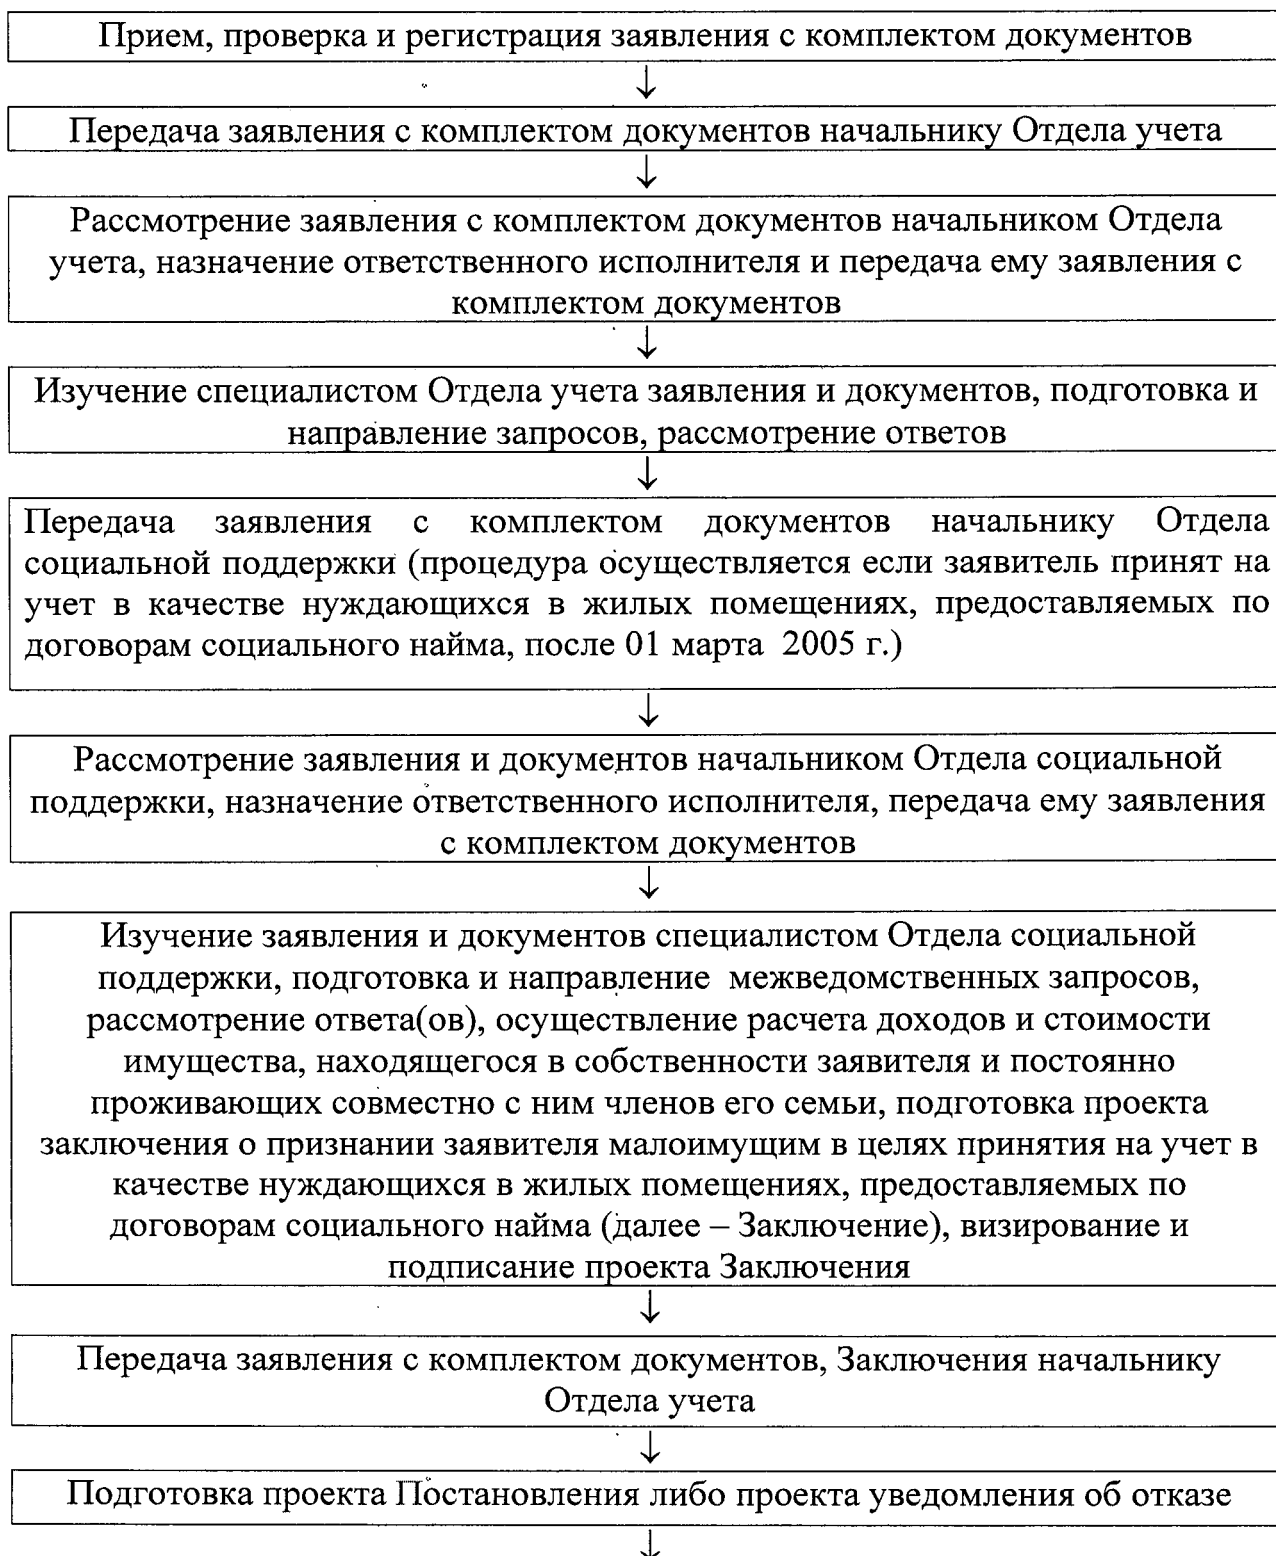 Прием, проверка и регистрация заявления с комплектом документов
↓
Передача заявления с комплектом документов начальнику Отдела учета
↓
Рассмотрение заявления с комплектом документов начальником Отдела
учета, назначение ответственного исполнителя и передача ему заявления с
комплектом документов
↓
Изучение специалистом Отдела учета заявления и документов, подготовка и
направление запросов, рассмотрение ответов
↓
Передача заявления с комплектом документов начальнику Отдела
социальной поддержки (процедура осуществляется если заявитель принят на
учет в качестве нуждающихся в жилых помещениях, предоставляемых по
договорам социального найма, после 01 марта 2005 г.)
↓
Рассмотрение заявления и документов начальником Отдела социальной
поддержки, назначение ответственного исполнителя, передача ему заявления
с комплектом документов
↓
Изучение заявления и документов специалистом Отдела социальной
поддержки, подготовка и направление межведомственных запросов,
рассмотрение ответа(ов), осуществление расчета доходов и стоимости
имущества, находящегося в собственности заявителя и постоянно
проживающих совместно с ним членов его семьи, подготовка проекта
заключения о признании заявителя малоимущим в целях принятия на учет в
качестве нуждающихся в жилых помещениях, предоставляемых по
договорам социального найма (далее – Заключение), визирование и
подписание проекта Заключения
↓
Передача заявления с комплектом документов, Заключения начальнику
Отдела учета
↓
Подготовка проекта Постановления либо проекта уведомления об отказе
↓